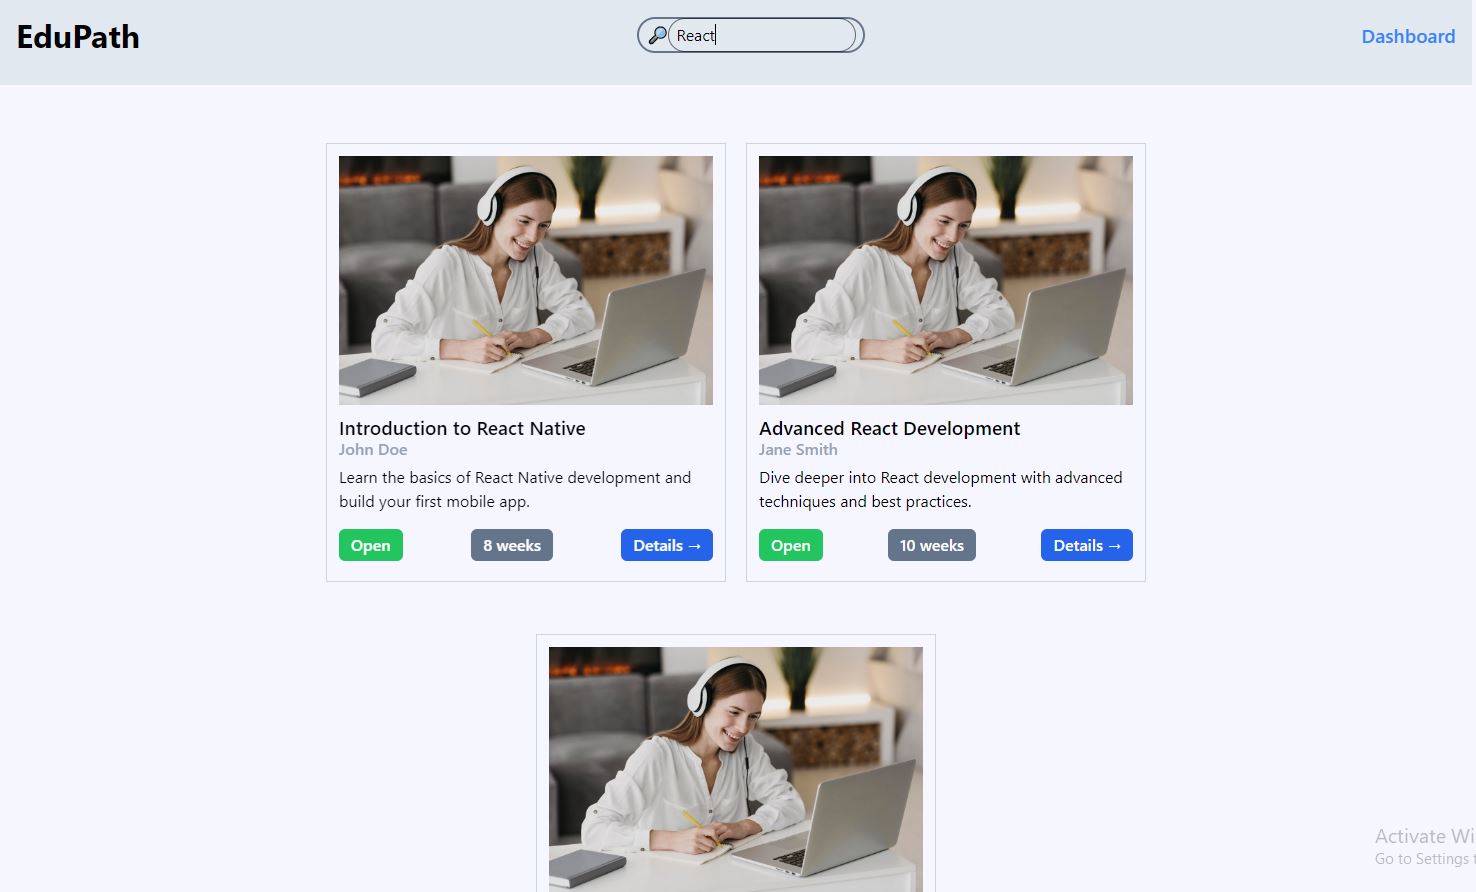 EduPath
React
Dashboard
Introduction to React Native
John Doe
Learn the basics of React Native development and
build your first mobile app.
Open
8 weeks
Details →
Advanced React Development
Jane Smith
Dive deeper into React development with advanced
techniques and best practices.
Open
10 weeks
Details →
Activate Wi
Go to Settings